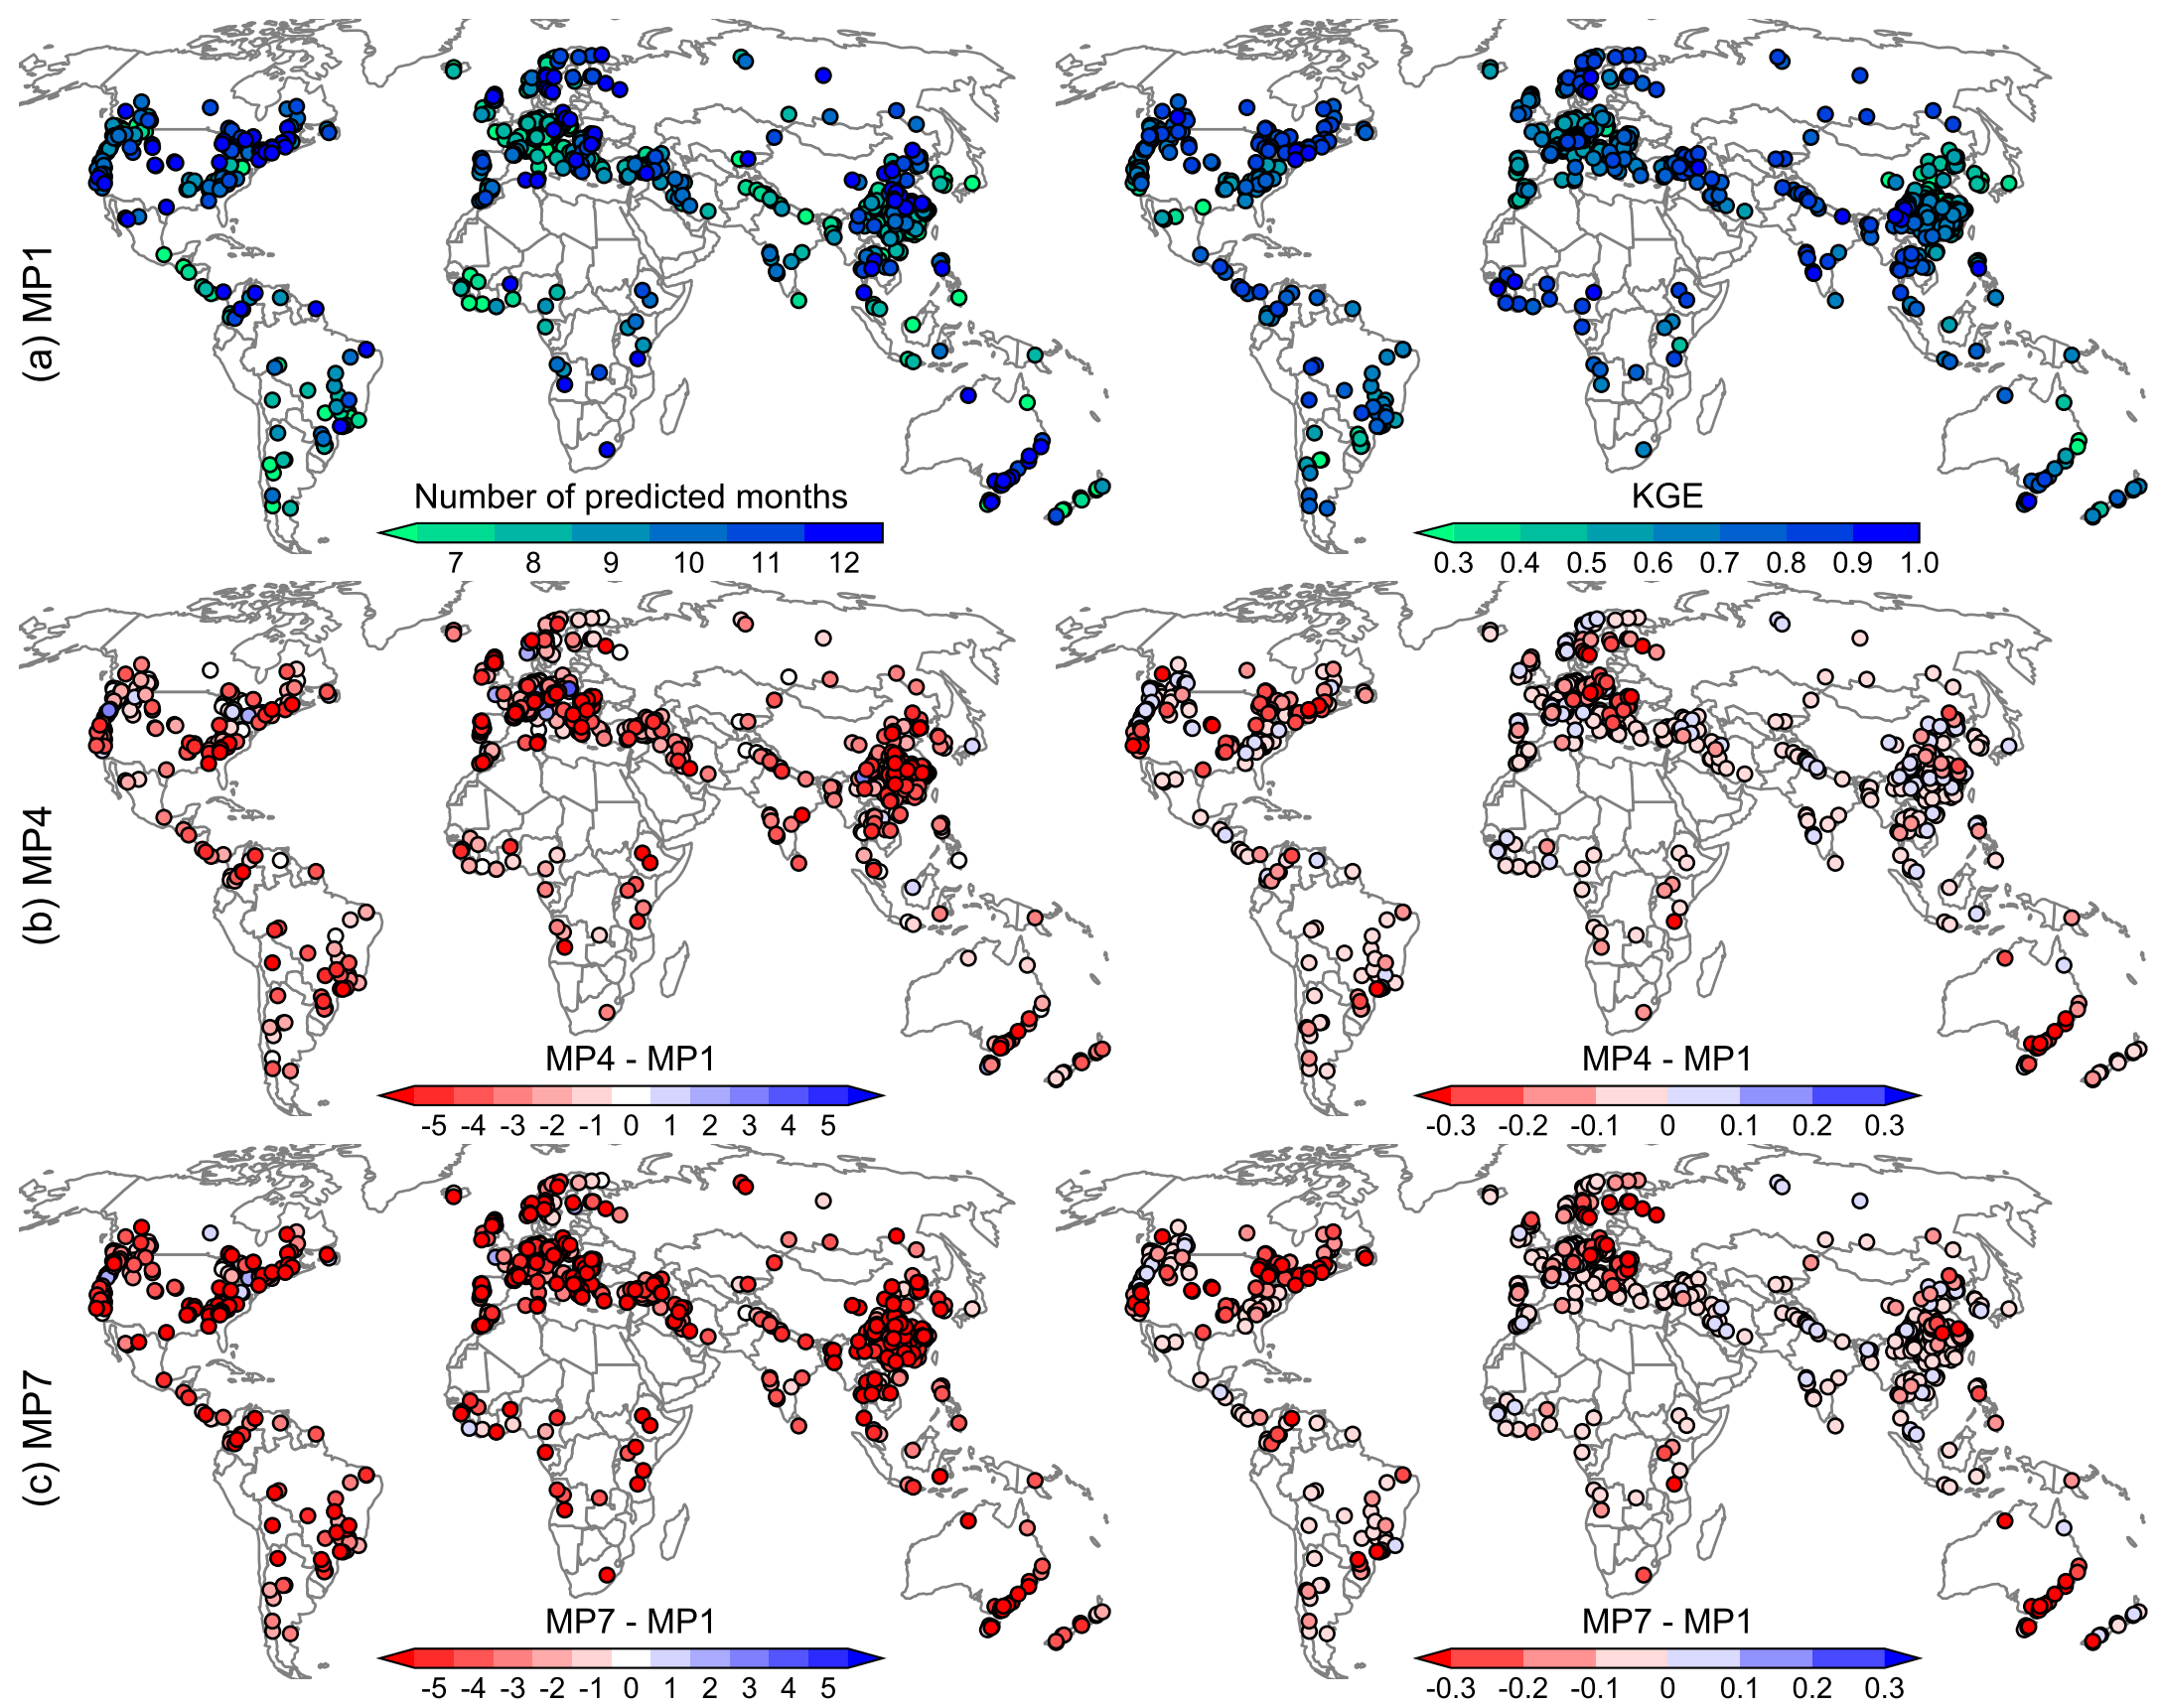 (a) MP1
Number of predicted months
7 8 9 10 11 12
KGE
0.3 0.4 0.5 0.6 0.7 0.8 0.9 1.0
(b) MP4
MP4 - MP1
-5 -4 -3 -2 -1 0 1 2 3 4 5
MP4 - MP1
-0.3 -0.2 -0.1 0 0.1 0.2 0.3
(c) MP7
MP7 - MP1
-5 -4 -3 -2 -1 0 1 2 3 4 5
MP7 - MP1
-0.3 -0.2 -0.1 0 0.1 0.2 0.3